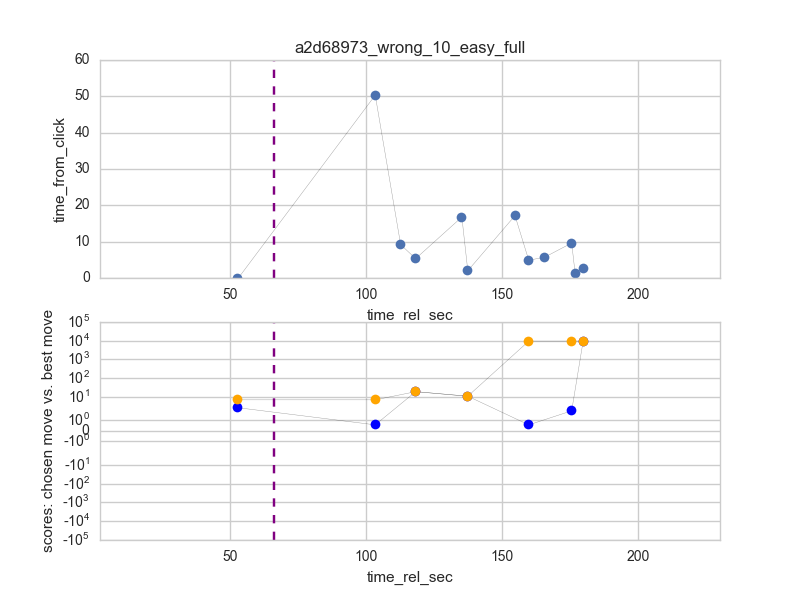 a2d68973_wrong_10_easy_full
60
50
40
30
20
10
0
time_from_click
50 100 150 200
time_rel_sec
10^5
10^4
10^3
10^2
10^1
10^0
0
-10^0
-10^1
-10^2
-10^3
-10^4
-10^5
scores: chosen move vs. best move
50 100 150 200
time_rel_sec